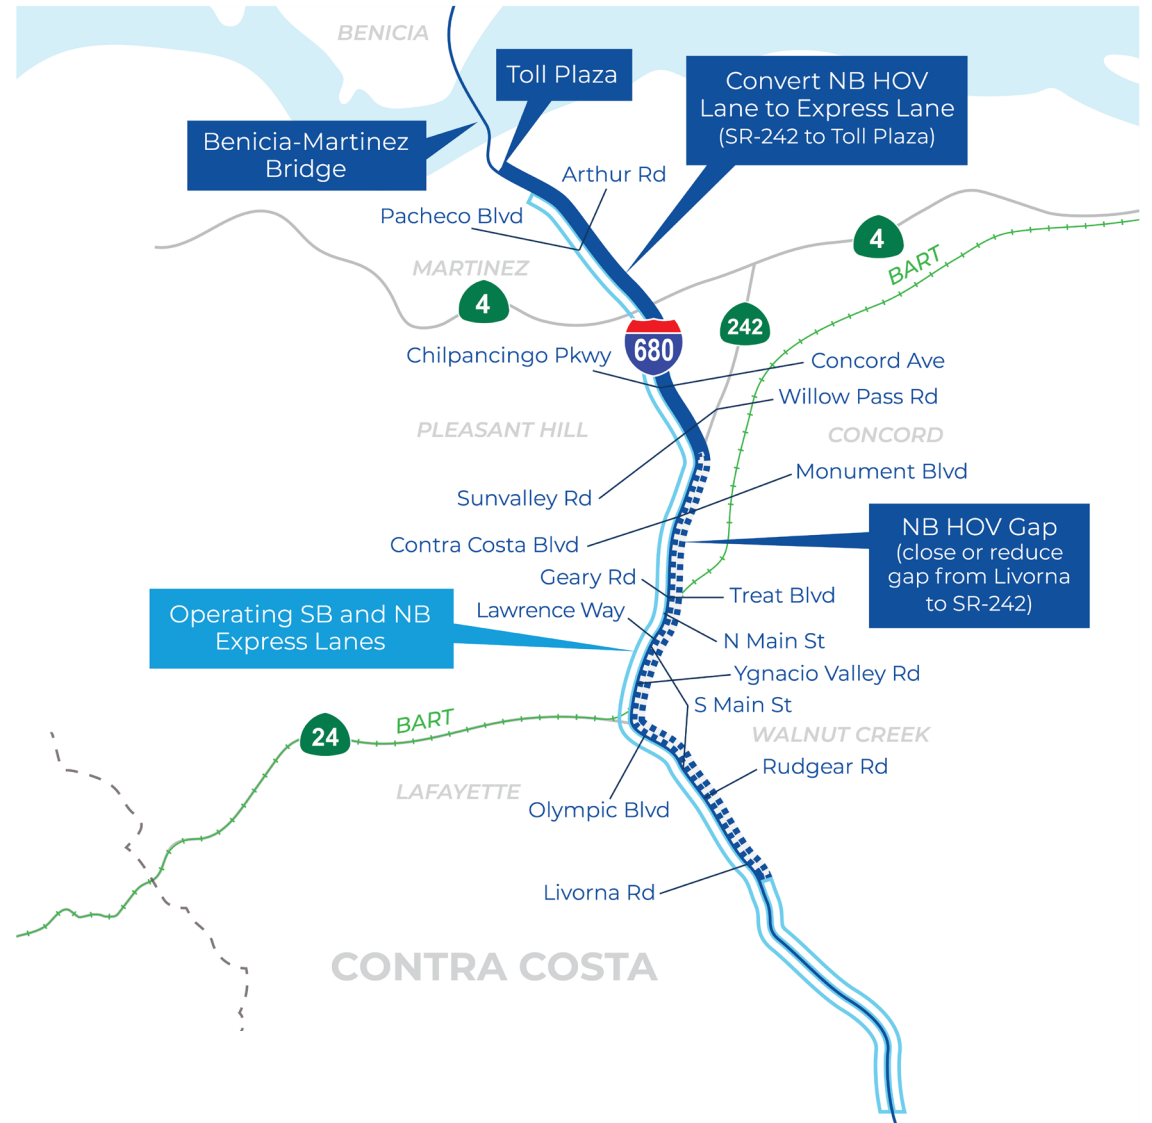 BENICIA
Toll Plaza
Convert NB HOV
Lane to Express Lane
(SR-242 to Toll Plaza)
Benicia-Martinez
Bridge
Arthur Rd
Pacheco Blvd
4
BART
MARTINEZ
4
242
680
Chilpancingo Pkwy
Concord Ave
Willow Pass Rd
PLEASANT HILL
CONCORD
Monument Blvd
Sunvalley Rd
NB HOV Gap
(close or reduce
gap from Livorna
to SR-242)
Contra Costa Blvd
Geary Rd
Treat Blvd
Lawrence Way
Operating SB and NB
Express Lanes
N Main St
Ygnacio Valley Rd
S Main St
BART
24
WALNUT CREEK
Rudgear Rd
LAFAYETTE
Olympic Blvd
Livorna Rd
CONTRA COSTA